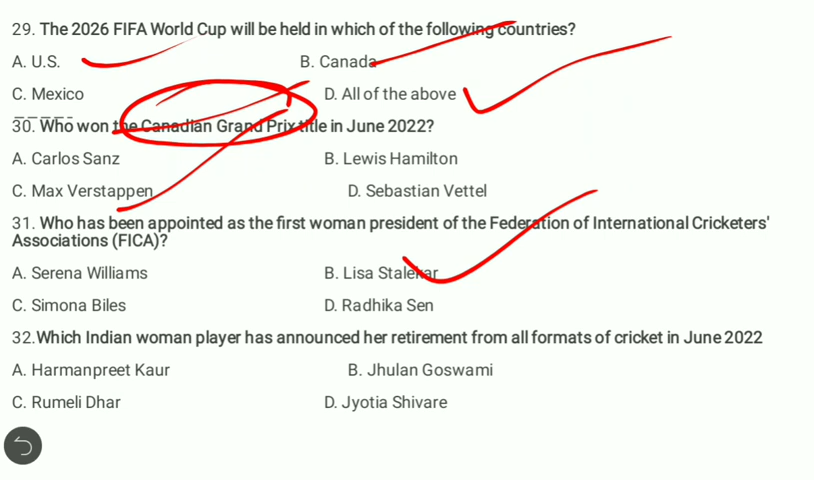 29. The 2026 FIFA World Cup will be held in which of the following countries?
A. U.S. B. Canada
C. Mexico D. All of the above
30. Who won the Canadian Grand Prix title in June 2022?
A. Carlos Sanz B. Lewis Hamilton
C. Max Verstappen D. Sebastian Vettel
31. Who has been appointed as the first woman president of the Federation of International Cricketers'
Associations (FICA)?
A. Serena Williams B. Lisa Stalekar
C. Simona Biles D. Radhika Sen
32.Which Indian woman player has announced her retirement from all formats of cricket in June 2022
A. Harmanpreet Kaur B. Jhulan Goswami
C. Rumeli Dhar D. Jyotia Shivare